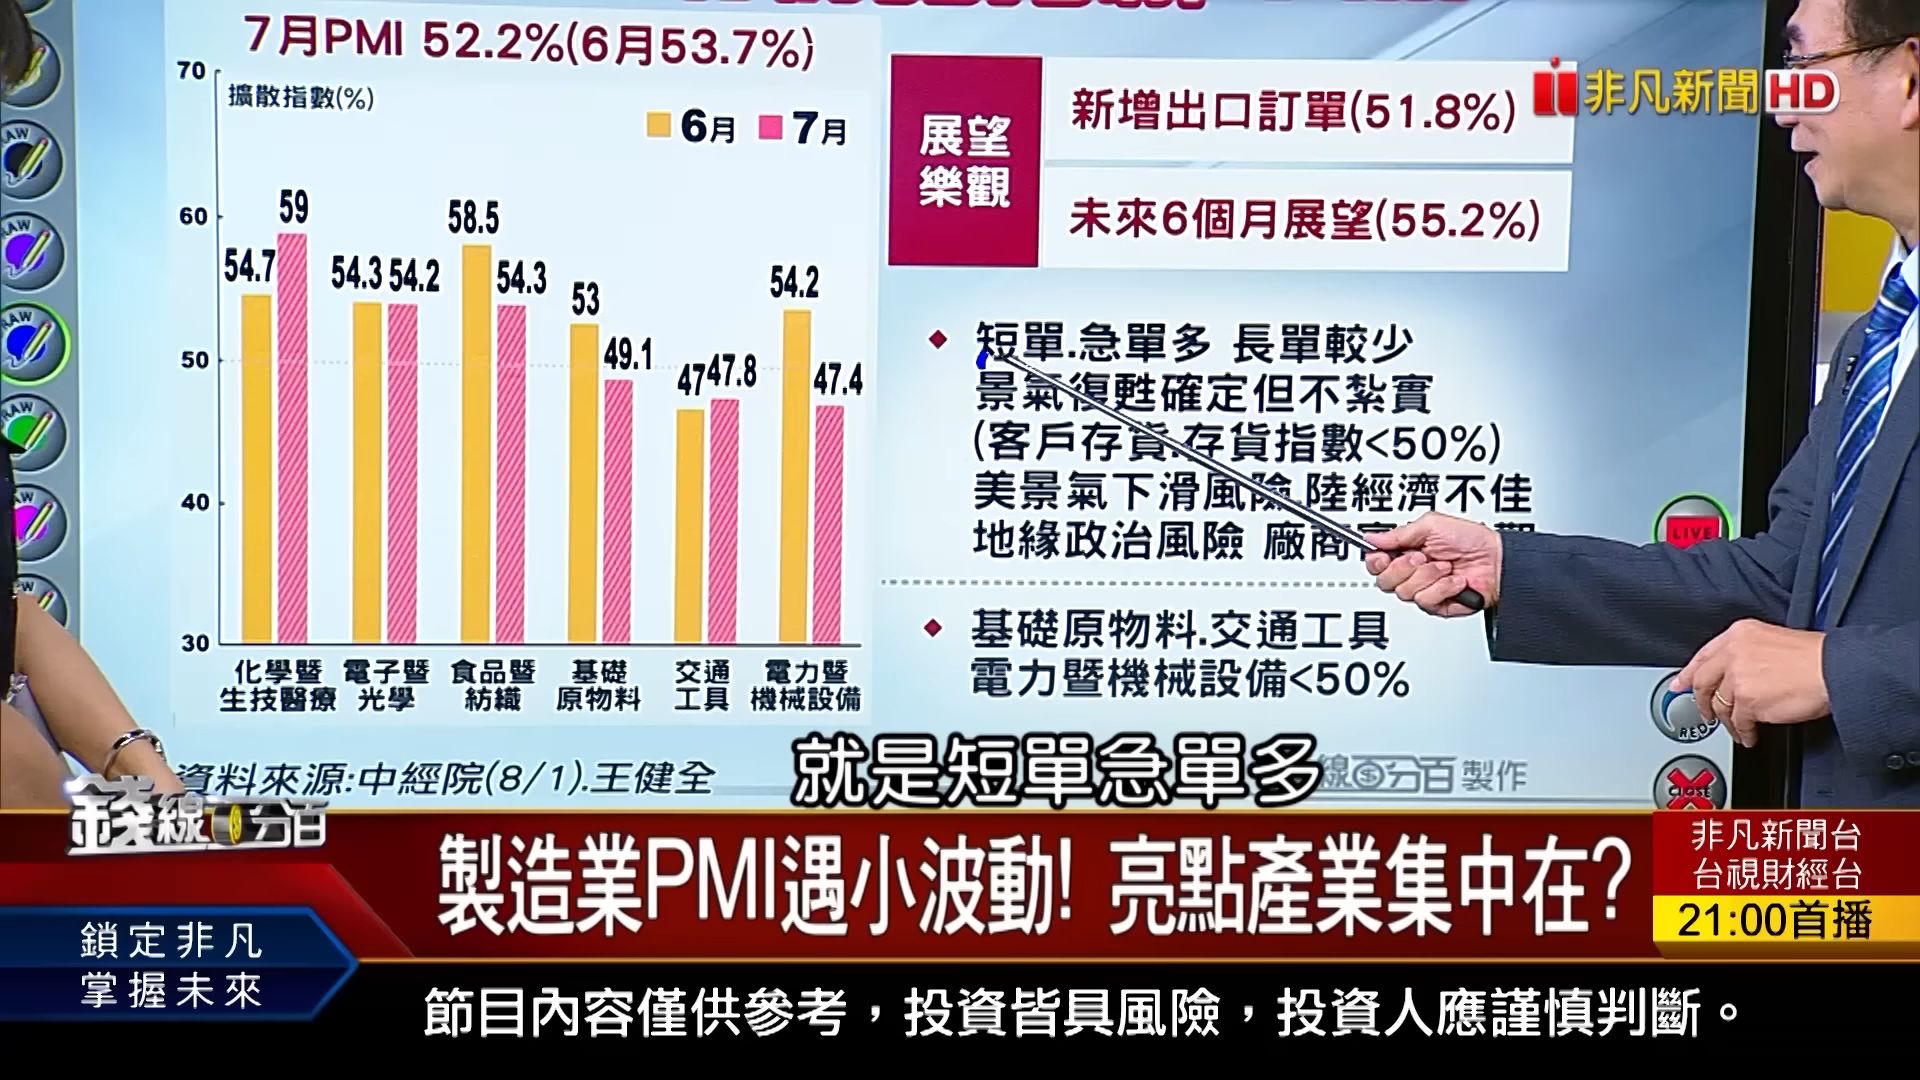 7月PMI 52.2%(6月53.7%)
擴散指數(%)
6月 7月
70
60
50
40
30
54.7
59
54.3
54.2
58.5
54.3
53
49.1
47
47.8
54.2
47.4
化學暨
生技醫療
電子暨
光學
食品暨
紡織
基礎
原物料
交通
工具
電力暨
機械設備
資料來源:中經院(8/1).王健全
展望
樂觀
新增出口訂單(51.8%)
未來6個月展望(55.2%)
短單.急單多 長單較少
景氣復甦確定但不紮實
(客戶存貨.存貨指數<50%)
美景氣下滑風險.陸經濟不佳
地緣政治風險 廠商
基礎原物料.交通工具
電力暨機械設備<50%
線分百製作
非凡新聞HD
RAW
RAW
RAW
RAW
LIVE
CLOSE
就是短單急單多
錢線百分百
製造業PMI遇小波動! 亮點產業集中在?
非凡新聞台
台視財經台
21:00首播
鎖定非凡
掌握未來
節目內容僅供參考，投資皆具風險，投資人應謹慎判斷。